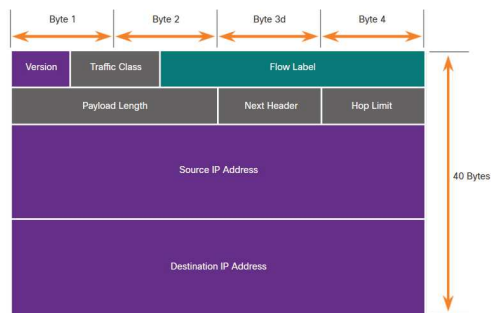 Byte 1 Byte 2 Byte 3d Byte 4
Version Traffic Class Flow Label
Payload Length Next Header Hop Limit
Source IP Address
40 Bytes
Destination IP Address